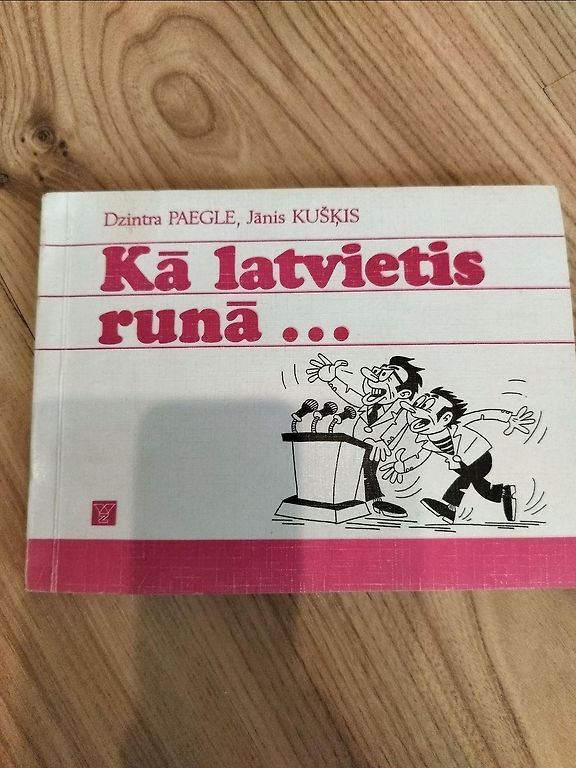 Dzintra PAEGLE, Jānis KUŠĶIS
Kā latvietis
runā ...